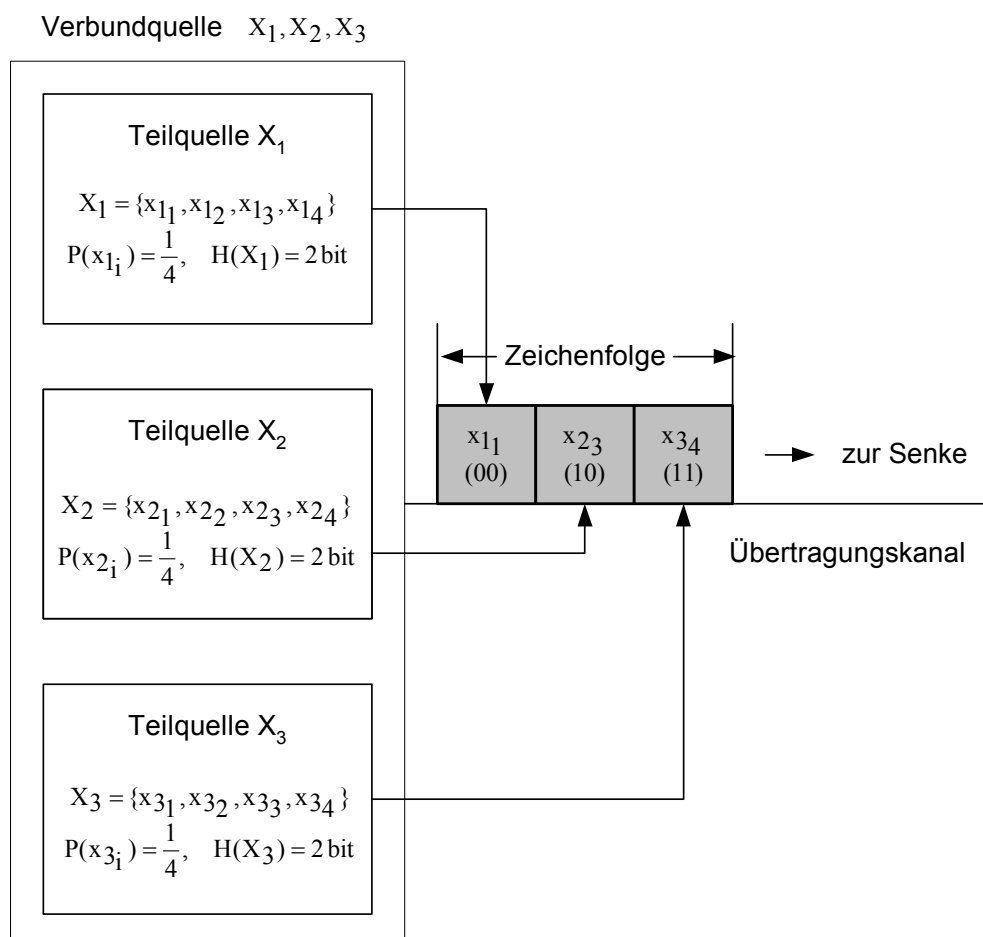 Verbundquelle X₁, X₂, X₃
Teilquelle X₁
X₁ = {x₁₁, x₁₂, x₁₃, x₁₄}
P(x₁ᵢ) = 1/4, H(X₁) = 2 bit
Zeichenfolge
x₁₁ x₂₃ x₃₄
(00) (10) (11)
zur Senke
Übertragungskanal
Teilquelle X₂
X₂ = {x₂₁, x₂₂, x₂₃, x₂₄}
P(x₂ᵢ) = 1/4, H(X₂) = 2 bit
Teilquelle X₃
X₃ = {x₃₁, x₃₂, x₃₃, x₃₄}
P(x₃ᵢ) = 1/4, H(X₃) = 2 bit